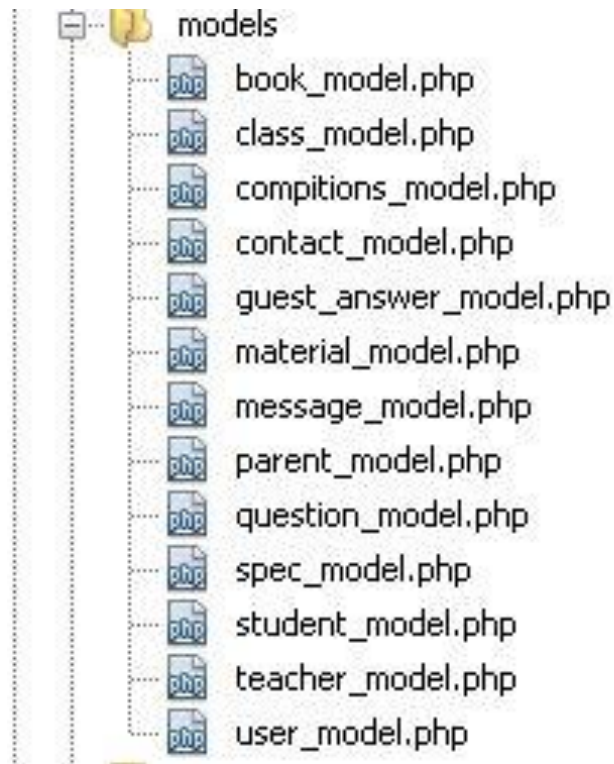 models
book_model.php
class_model.php
compitions_model.php
contact_model.php
guest_answer_model.php
material_model.php
message_model.php
parent_model.php
question_model.php
spec_model.php
student_model.php
teacher_model.php
user_model.php